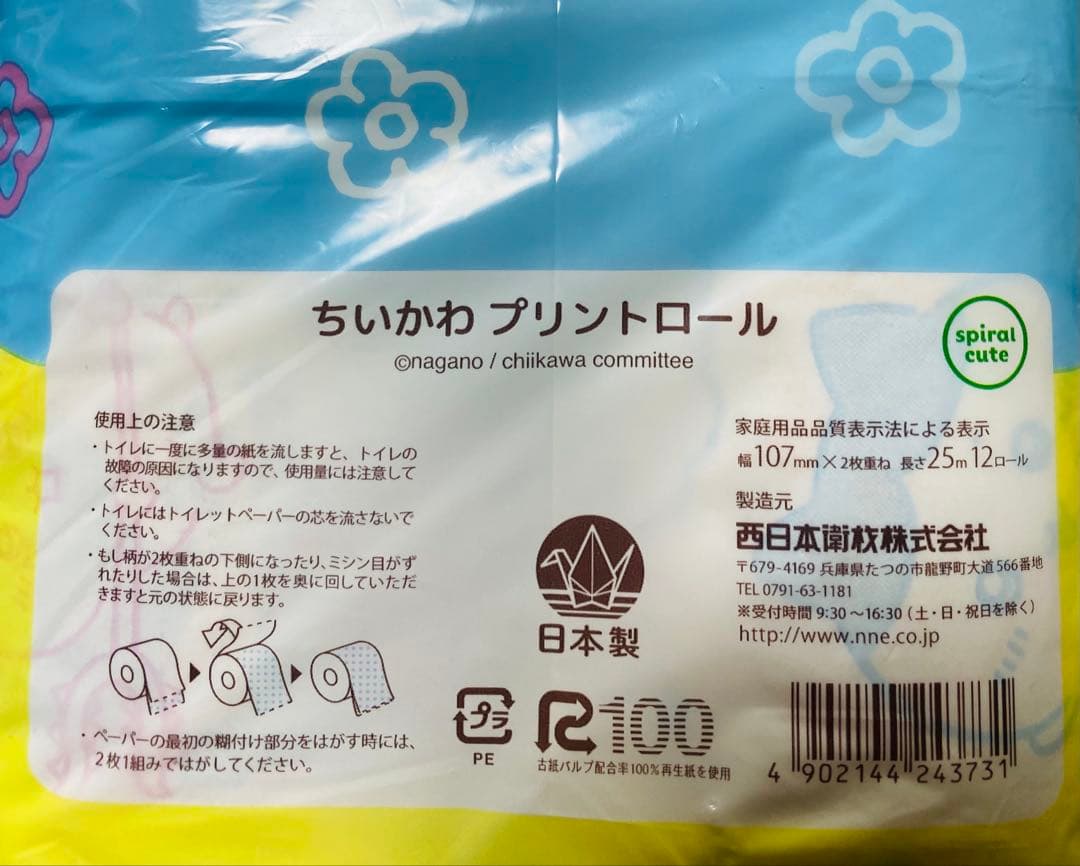 ちいかわ プリントロール
©nagano / chiikawa committee
spiral
cute
使用上の注意
・トイレに一度に多量の紙を流しますと、トイレの
故障の原因になりますので、使用量には注意して
ください。
・トイレにはトイレットペーパーの芯を流さないで
ください。
・もし柄が2枚重ねの下側になったり、ミシン目がず
れたりした場合は、上の1枚を奥に回していただ
きますと元の状態に戻ります。
・ペーパーの最初の糊付け部分をはがす時には、
2枚1組みではがしてください。
日本製
プラ
PE
R100
古紙パルプ配合率100%再生紙を使用
家庭用品品質表示法による表示
幅107mm×2枚重ね 長さ25m 12ロール
製造元
西日本衛材株式会社
〒679-4169 兵庫県たつの市龍野町大道566番地
TEL 0791-63-1181
※受付時間 9:30～16:30（土・日・祝日を除く）
http://www.nne.co.jp
4 902144 243731